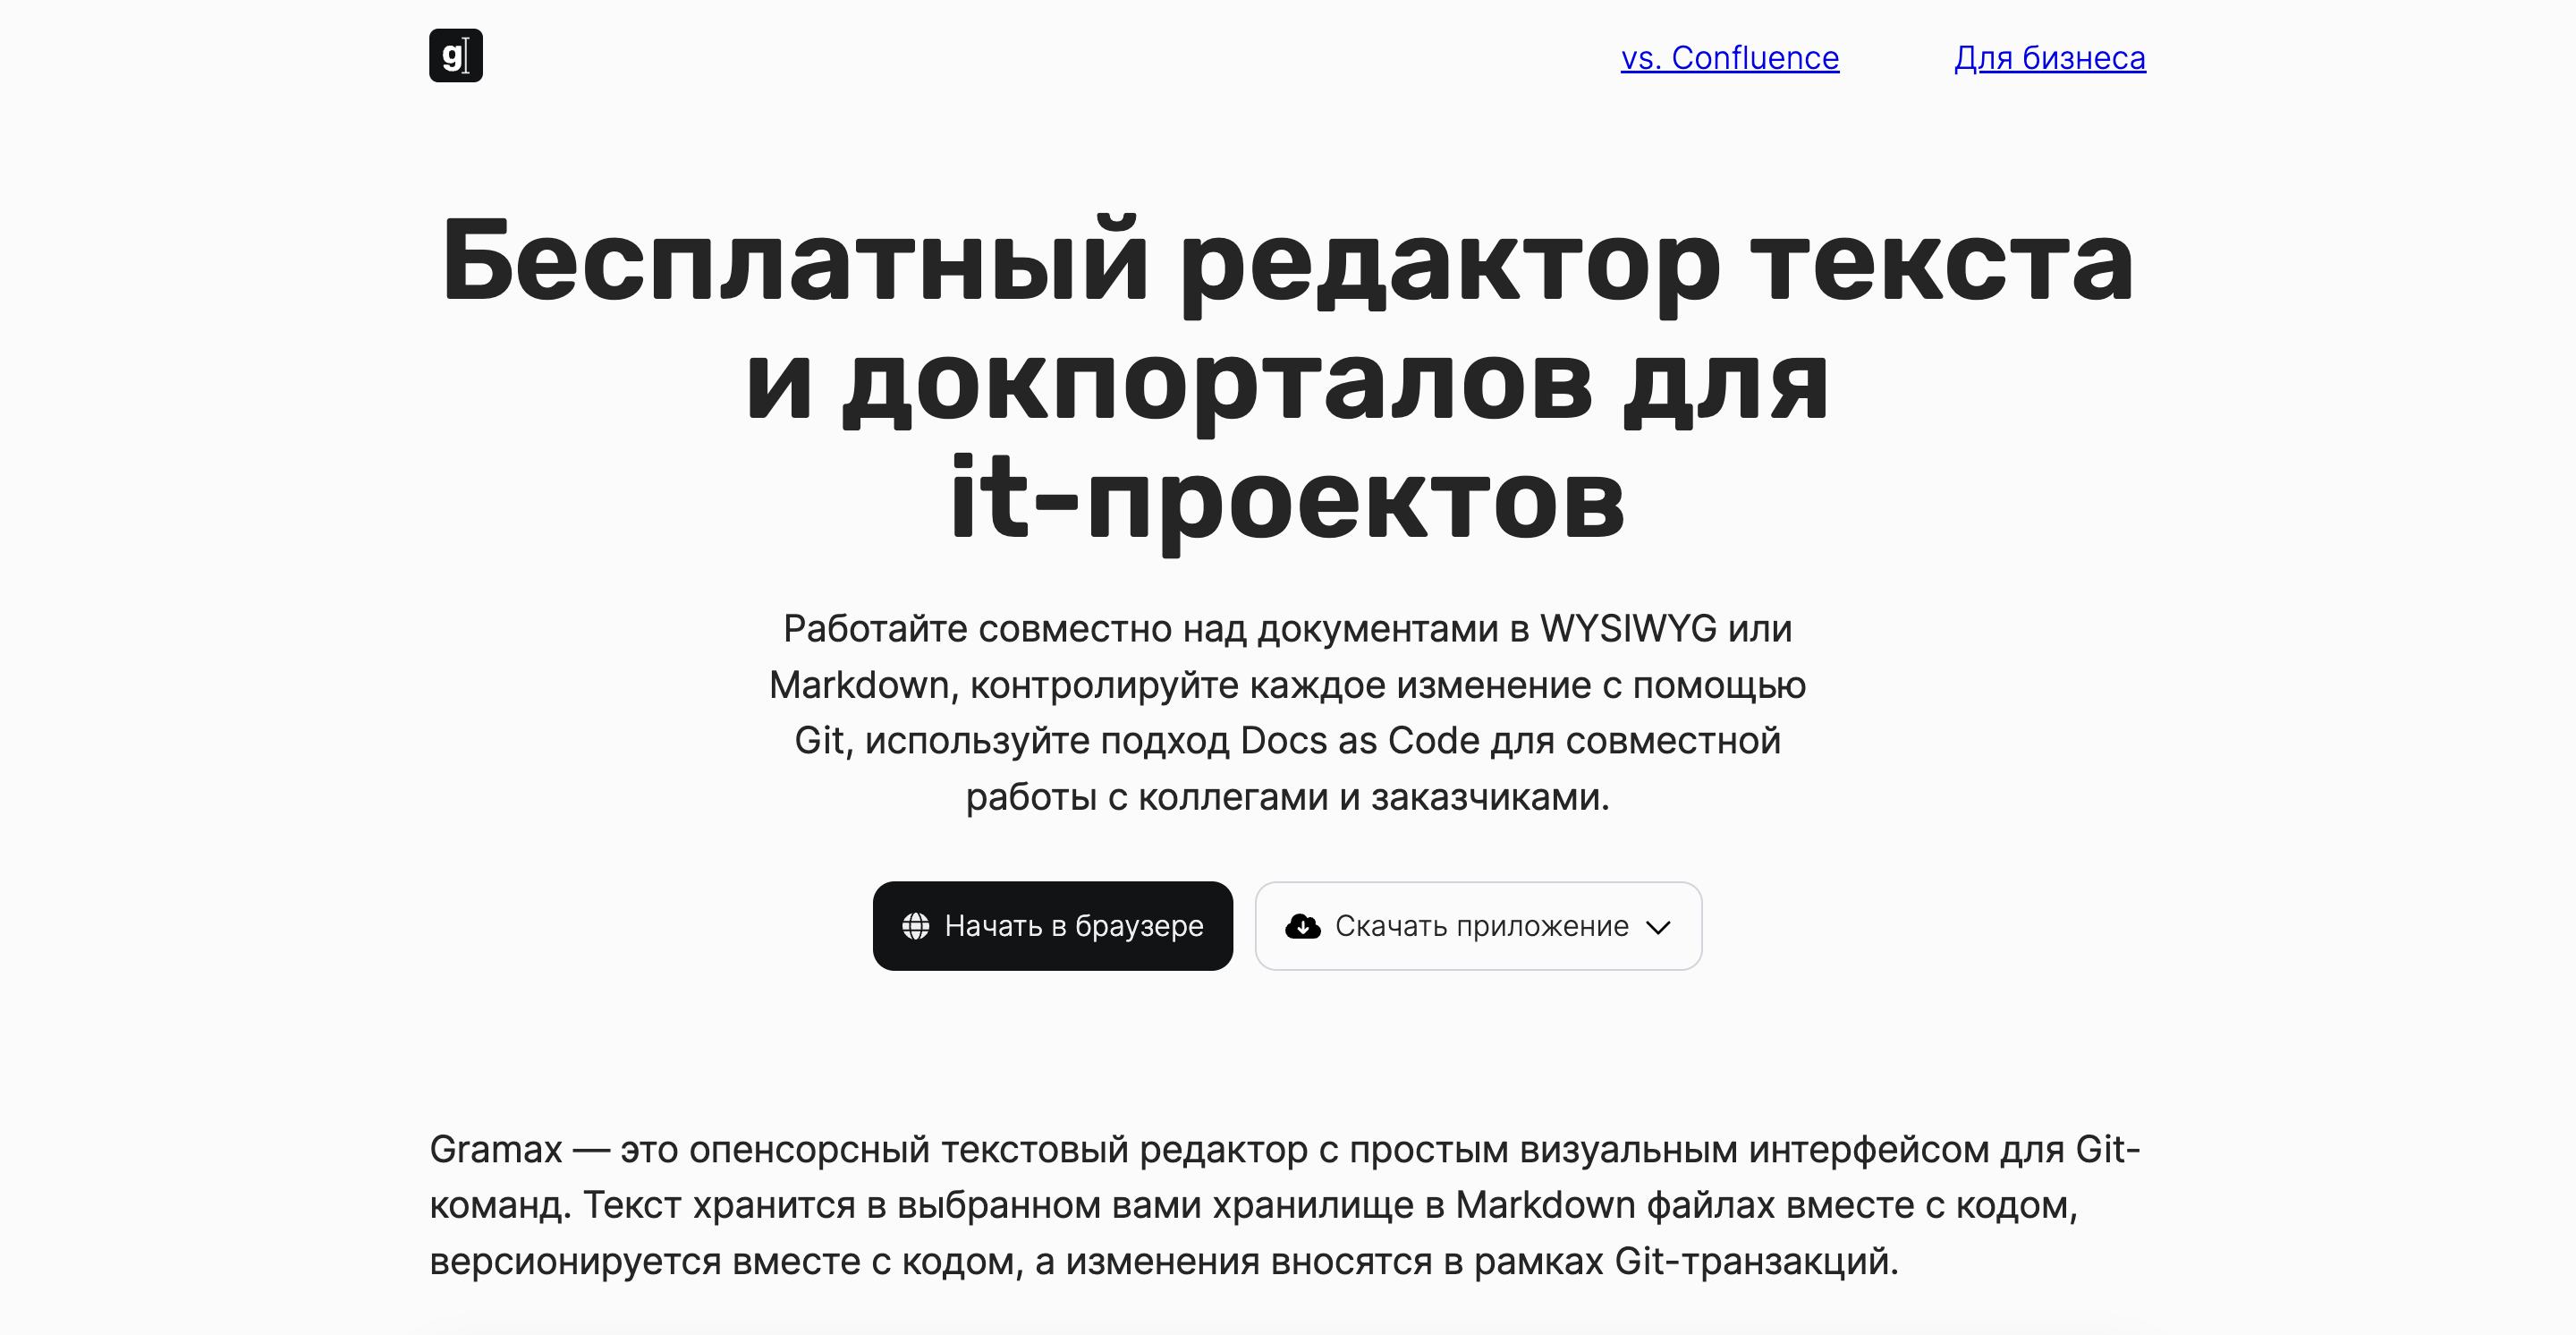 g
vs. Confluence
Для бизнеса
Бесплатный редактор текста
и докпорталов для
it-проектов
Работайте совместно над документами в WYSIWYG или
Markdown, контролируйте каждое изменение с помощью
Git, используйте подход Docs as Code для совместной
работы с коллегами и заказчиками.
Начать в браузере
Скачать приложение
Gramax — это опенсорсный текстовый редактор с простым визуальным интерфейсом для Git-
команд. Текст хранится в выбранном вами хранилище в Markdown файлах вместе с кодом,
версионируется вместе с кодом, а изменения вносятся в рамках Git-транзакций.